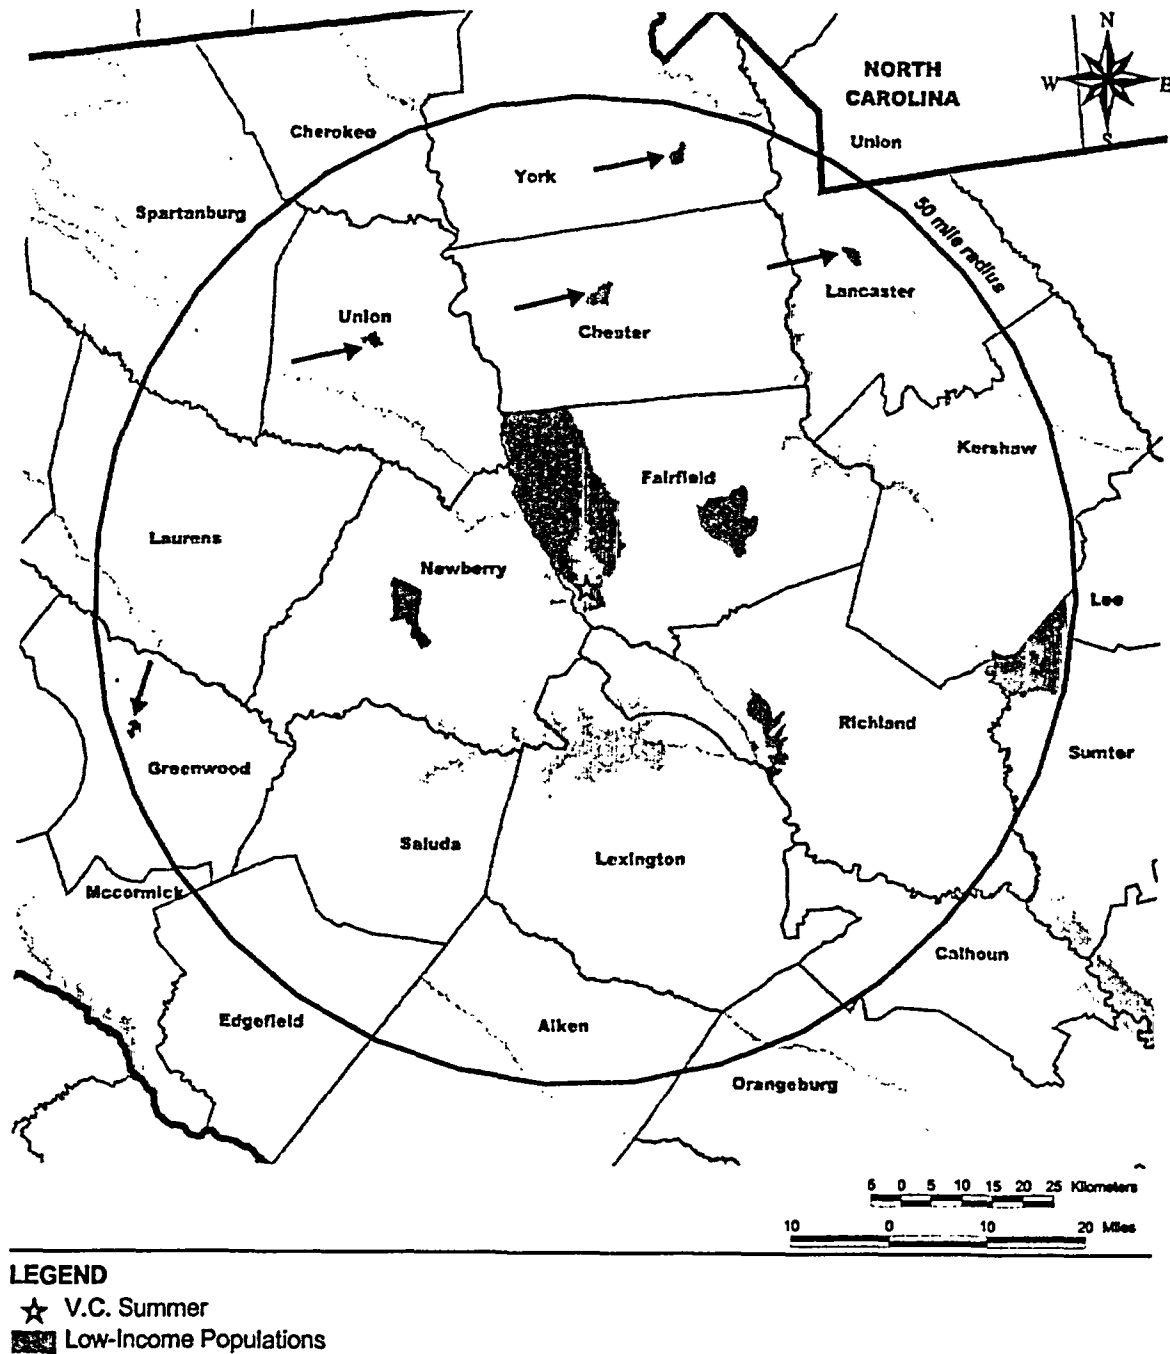 N
NORTH
CAROLINA
W
E
S
Union
Cherokee
York
Spartanburg
50 mile radius
Lancaster
Union
Chester
Kershaw
Fairfield
Laurens
Newberry
Lee
Richland
Sumter
Greenwood
Saluda
Lexington
Mccormick
Calhoun
Edgefield
Aiken
Orangeburg
5 0 5 10 15 20 25 Kilometers
10 0 10 20 Miles
LEGEND
V.C. Summer
Low-Income Populations